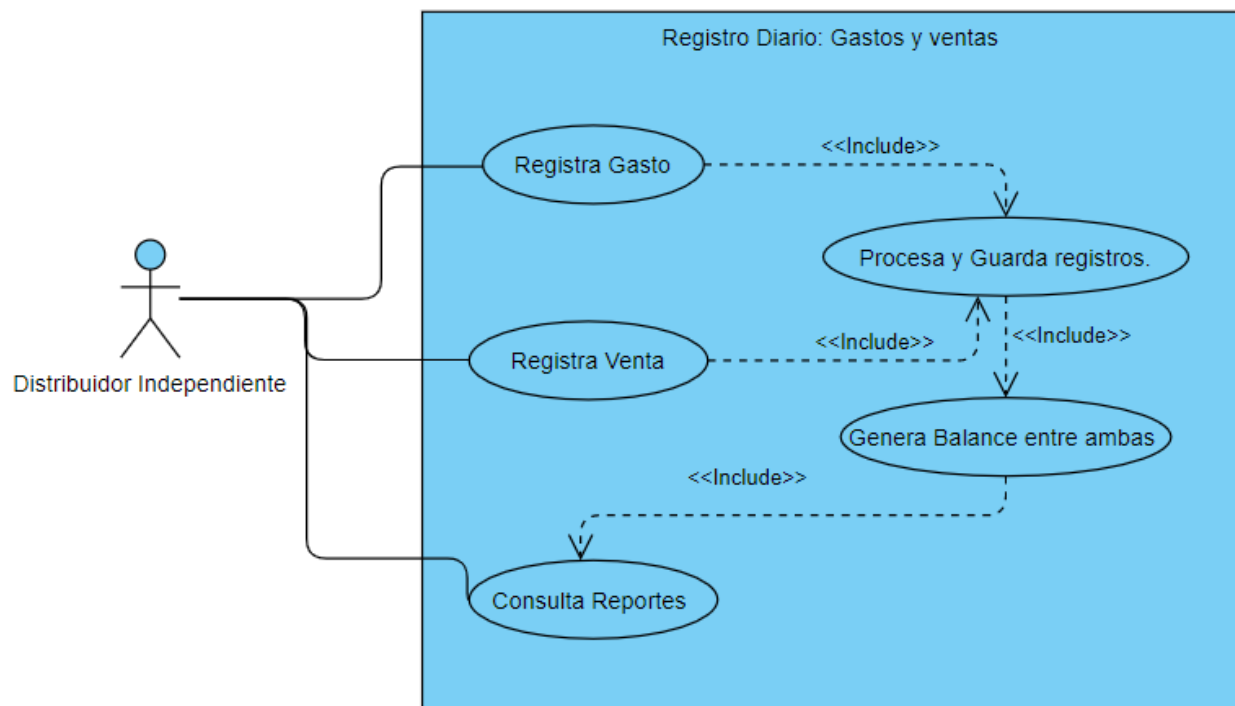 Registro Diario: Gastos y ventas
Registra Gasto
<<Include>>
Procesa y Guarda registros.
<<Include>>
Registra Venta
<<Include>>
Distribuidor Independiente
Genera Balance entre ambas
<<Include>>
Consulta Reportes